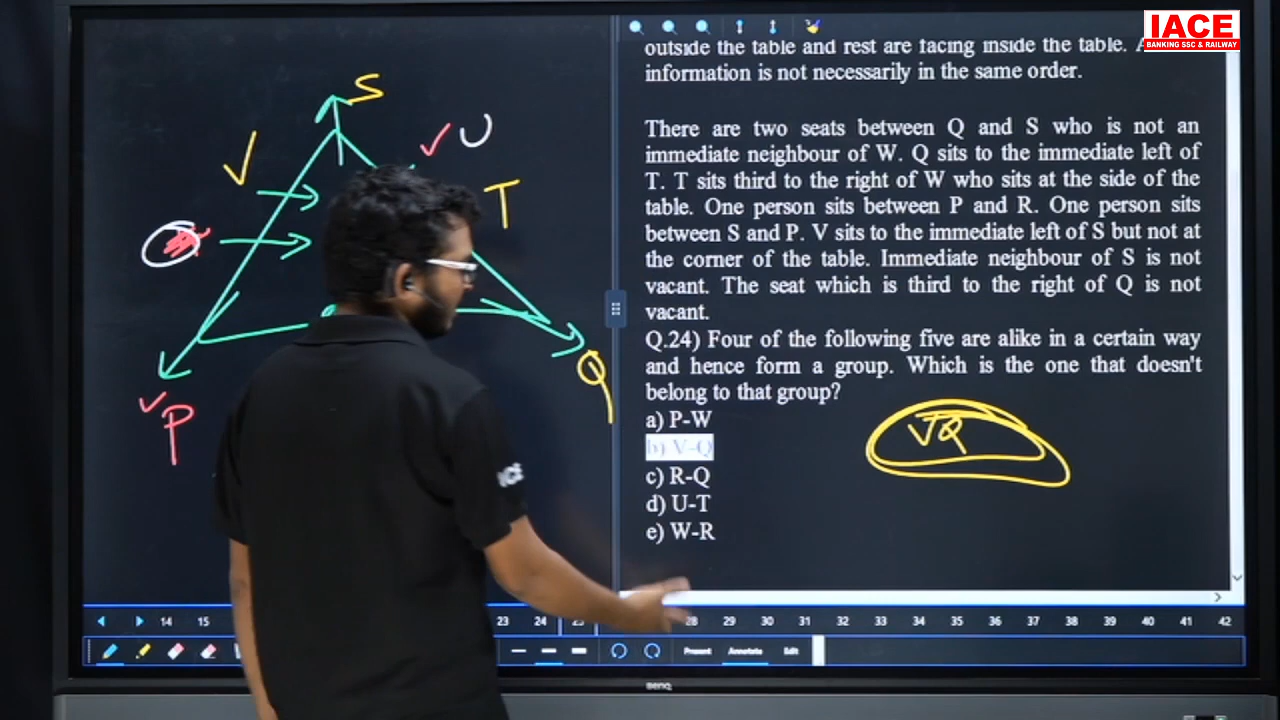 IACE
BANKING SSC & RAILWAY
outside the table and rest are facing inside the table.
information is not necessarily in the same order.
There are two seats between Q and S who is not an
immediate neighbour of W. Q sits to the immediate left of
T. T sits third to the right of W who sits at the side of the
table. One person sits between P and R. One person sits
between S and P. V sits to the immediate left of S but not at
the corner of the table. Immediate neighbour of S is not
vacant. The seat which is third to the right of Q is not
vacant.
Q.24) Four of the following five are alike in a certain way
and hence form a group. Which is the one that doesn't
belong to that group?
a) P-W
b) V-Q
c) R-Q
d) U-T
e) W-R
VQ
S
U
V
T
Q
P
14 15 23 24 25 28 29 30 31 32 33 34 35 36 37 38 39 40 41 42
Present Annotate Edit
BenQ